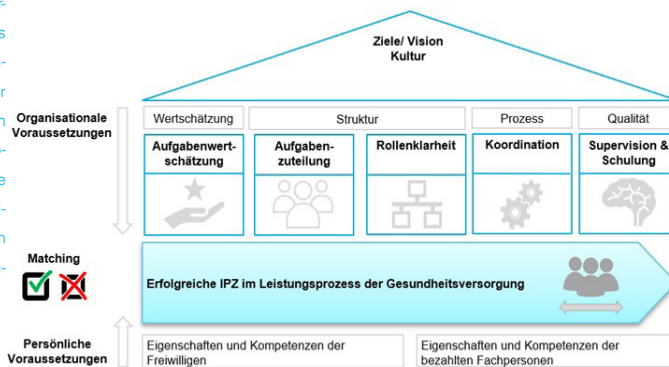 Ziele/ Vision
Kultur
Organisationale
Voraussetzungen
Wertschätzung
Struktur
Prozess
Qualität
Aufgabenwert-
schätzung
Aufgaben-
zuteilung
Rollenklarheit
Koordination
Supervision &
Schulung
Matching
Erfolgreiche IPZ im Leistungsprozess der Gesundheitsversorgung
Persönliche
Voraussetzungen
Eigenschaften und Kompetenzen der
Freiwilligen
Eigenschaften und Kompetenzen der
bezahlten Fachpersonen